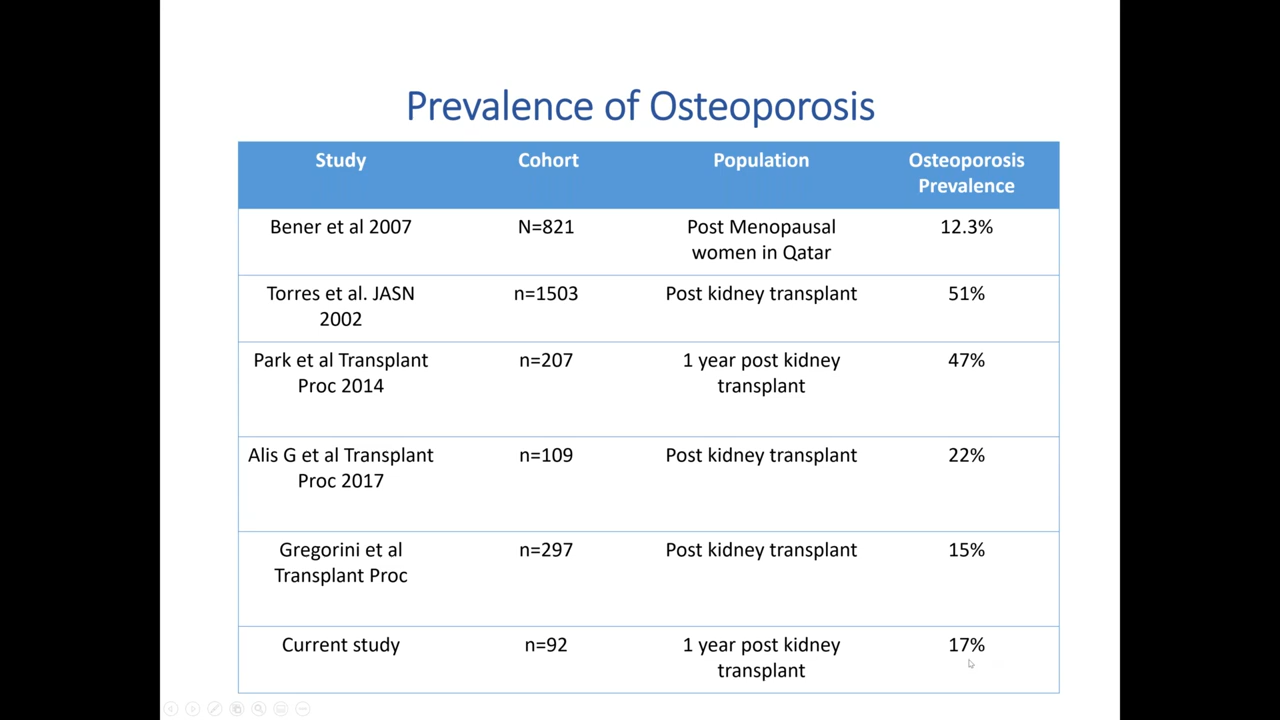 Prevalence of Osteoporosis
Study Cohort Population Osteoporosis
Prevalence
Bener et al 2007 N=821 Post Menopausal 12.3%
women in Qatar
Torres et al. JASN n=1503 Post kidney transplant 51%
2002
Park et al Transplant n=207 1 year post kidney 47%
Proc 2014 transplant
Alis G et al Transplant n=109 Post kidney transplant 22%
Proc 2017
Gregorini et al n=297 Post kidney transplant 15%
Transplant Proc
Current study n=92 1 year post kidney 17%
transplant